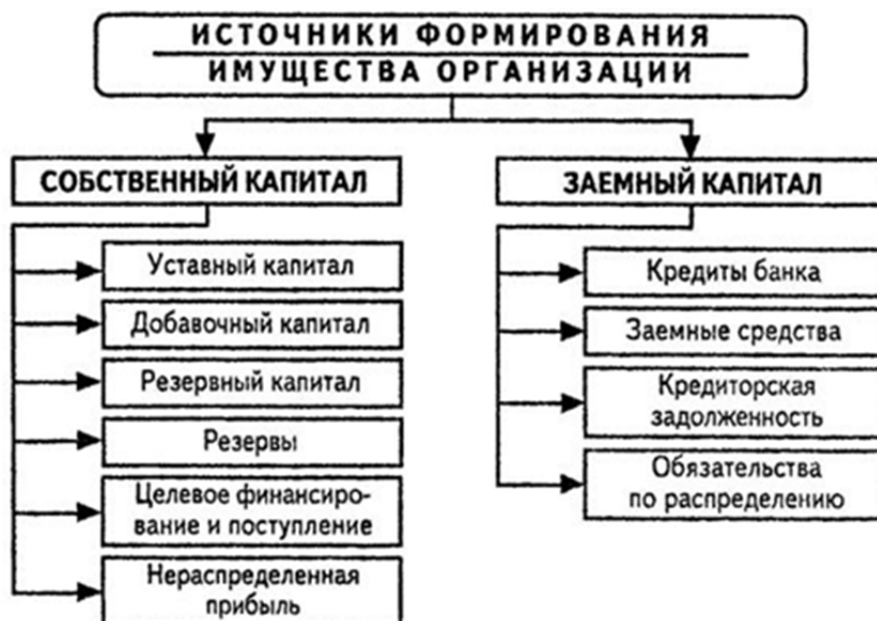 ИСТОЧНИКИ ФОРМИРОВАНИЯ
ИМУЩЕСТВА ОРГАНИЗАЦИИ
СОБСТВЕННЫЙ КАПИТАЛ
Уставный капитал
Добавочный капитал
Резервный капитал
Резервы
Целевое финансиро-
вание и поступление
Нераспределенная
прибыль
ЗАЕМНЫЙ КАПИТАЛ
Кредиты банка
Заемные средства
Кредиторская
задолженность
Обязательства
по распределению